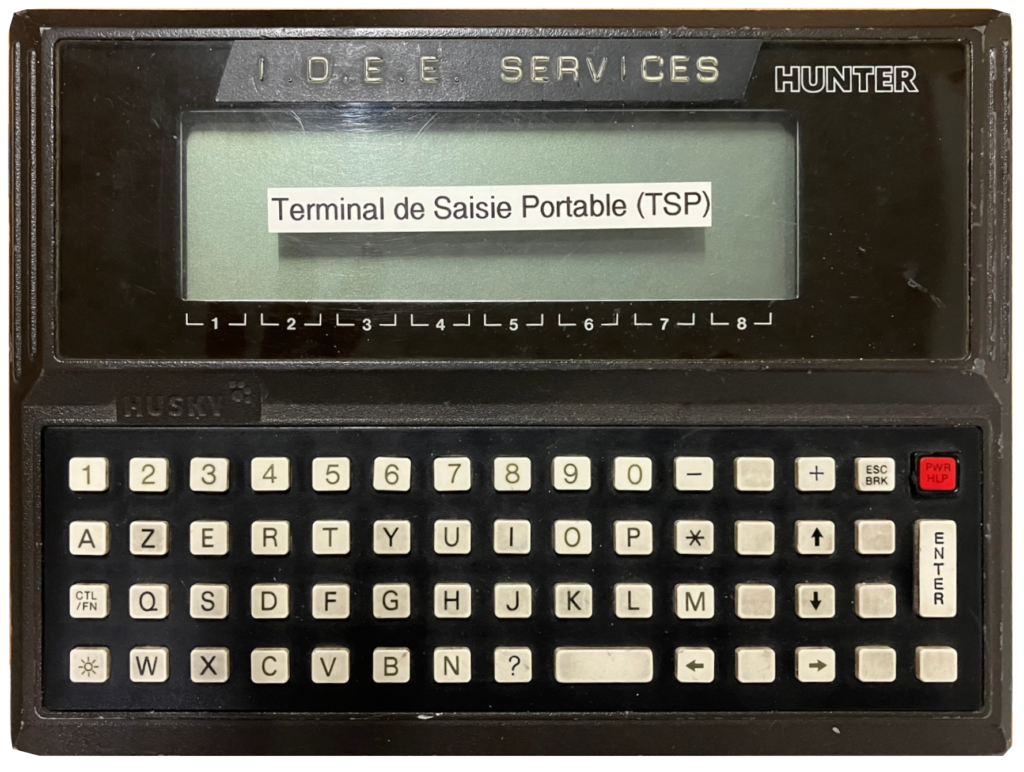 I.D.E.E. SERVICES
HUNTER
Terminal de Saisie Portable (TSP)
1 2 3 4 5 6 7 8
HUSKY
1 2 3 4 5 6 7 8 9 0 - + ESC BRK PWR HLP
A Z E R T Y U I O P * ↑ ENTER
CTL /FN Q S D F G H J K L M ↓
W X C V B N ? ← →